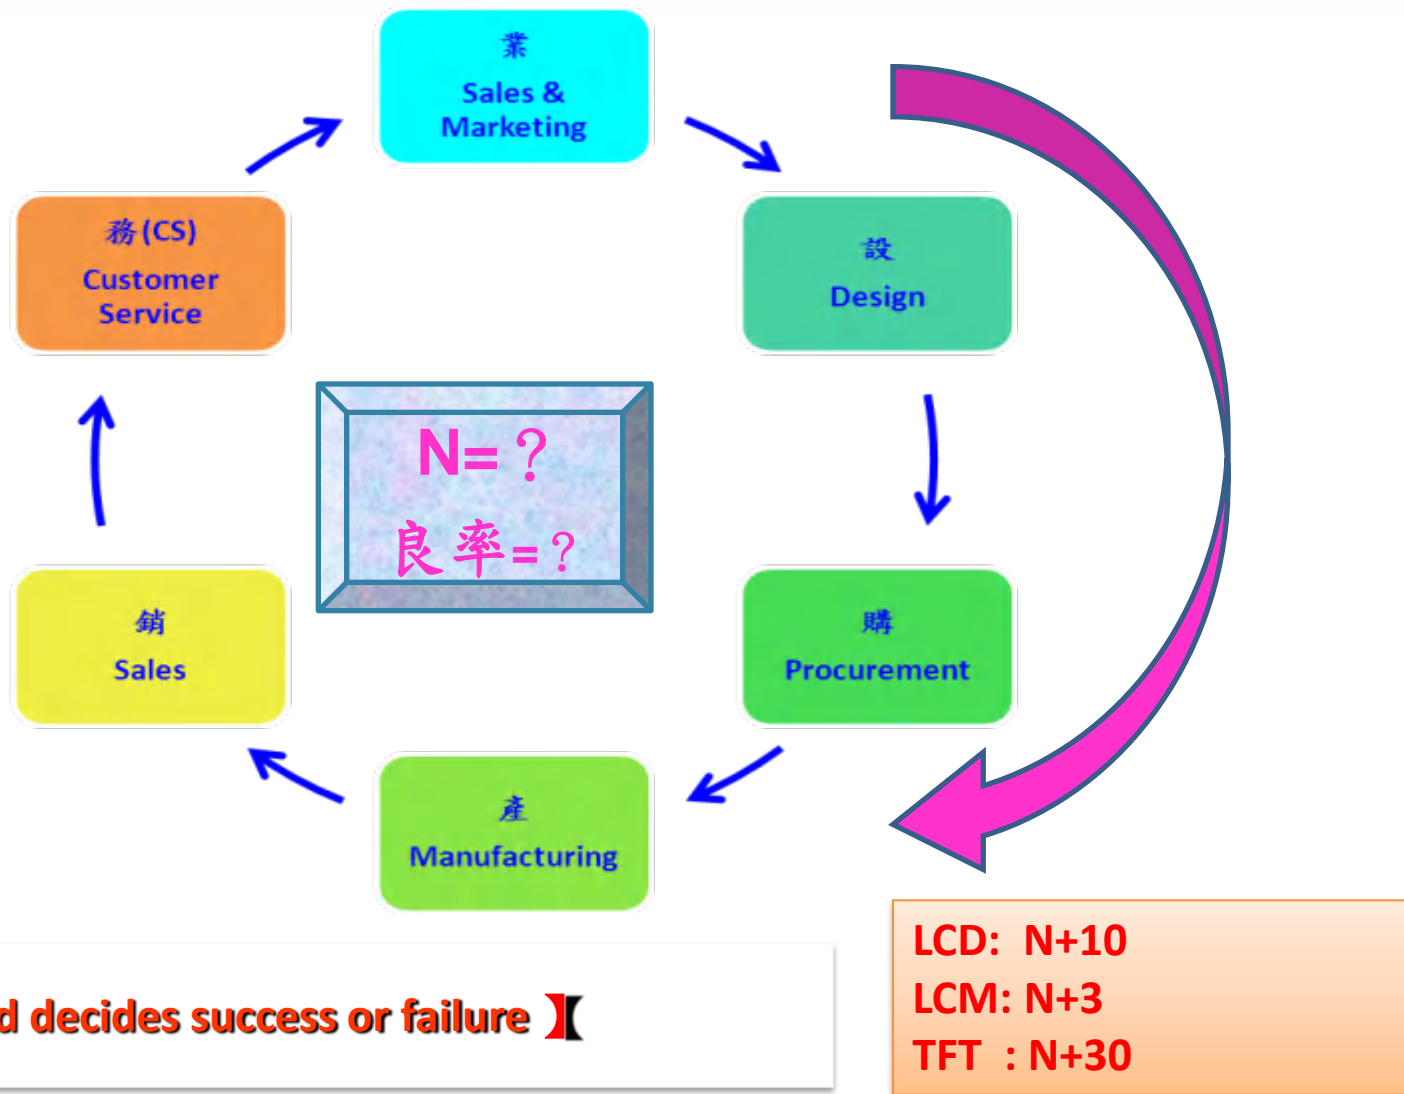 業
Sales &
Marketing
務(CS)
Customer
Service
設
Design
N=？
良率=？
銷
Sales
購
Procurement
產
Manufacturing
decides success or failure 】【
LCD: N+10
LCM: N+3
TFT : N+30